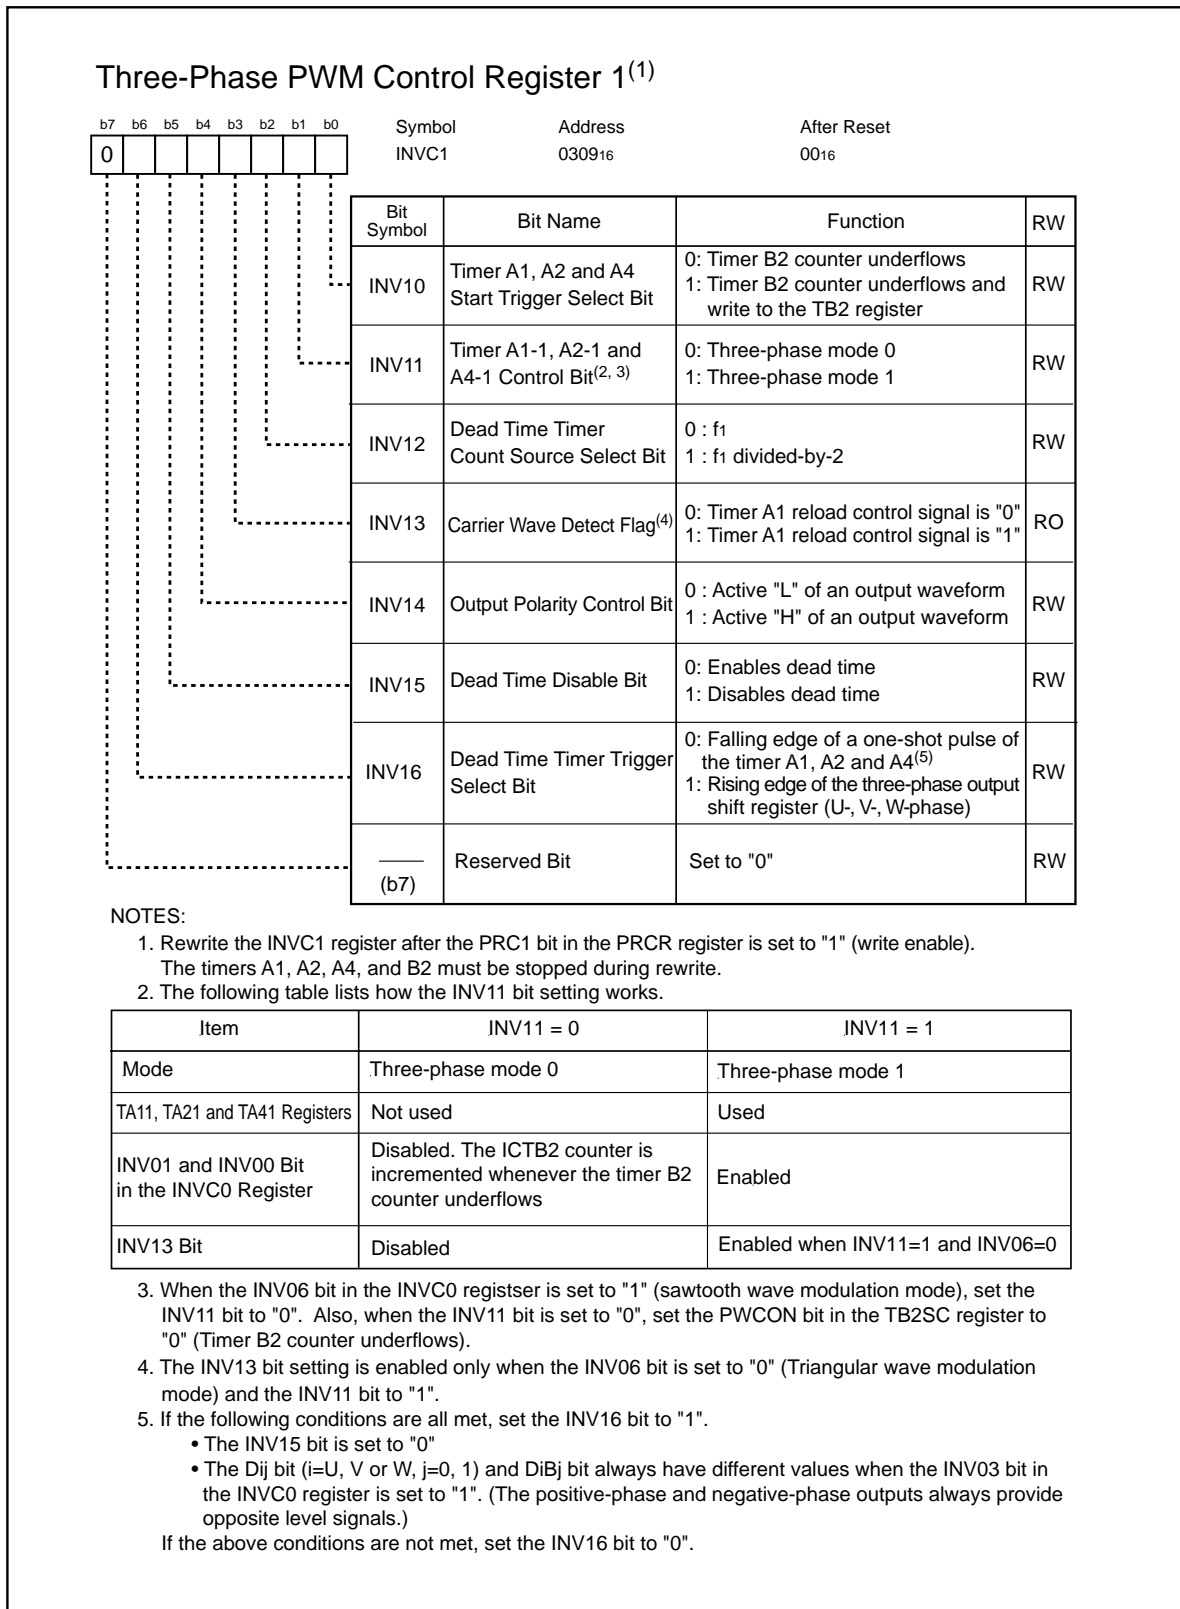 Three-Phase PWM Control Register 1(1)
b7 b6 b5 b4 b3 b2 b1 b0
Symbol Address After Reset
0
INVC1 030916 0016
Bit Symbol Bit Name Function RW
INV10
Timer A1, A2 and A4
Start Trigger Select Bit
0: Timer B2 counter underflows
1: Timer B2 counter underflows and
write to the TB2 register
RW
INV11
Timer A1-1, A2-1 and
A4-1 Control Bit(2, 3)
0: Three-phase mode 0
1: Three-phase mode 1
RW
INV12
Dead Time Timer
Count Source Select Bit
0 : f1
1 : f1 divided-by-2
RW
INV13
Carrier Wave Detect Flag(4)
0: Timer A1 reload control signal is "0"
1: Timer A1 reload control signal is "1"
RO
INV14
Output Polarity Control Bit
0 : Active "L" of an output waveform
1 : Active "H" of an output waveform
RW
INV15
Dead Time Disable Bit
0: Enables dead time
1: Disables dead time
RW
INV16
Dead Time Timer Trigger
Select Bit
0: Falling edge of a one-shot pulse of
the timer A1, A2 and A4(5)
1: Rising edge of the three-phase output
shift register (U-, V-, W-phase)
RW
(b7)
Reserved Bit
Set to "0"
RW
NOTES:
1. Rewrite the INVC1 register after the PRC1 bit in the PRCR register is set to "1" (write enable).
The timers A1, A2, A4, and B2 must be stopped during rewrite.
2. The following table lists how the INV11 bit setting works.
Item INV11 = 0 INV11 = 1
Mode Three-phase mode 0 Three-phase mode 1
TA11, TA21 and TA41 Registers Not used Used
INV01 and INV00 Bit
in the INVC0 Register
Disabled. The ICTB2 counter is
incremented whenever the timer B2
counter underflows
Enabled
INV13 Bit Disabled Enabled when INV11=1 and INV06=0
3. When the INV06 bit in the INVC0 registser is set to "1" (sawtooth wave modulation mode), set the
INV11 bit to "0". Also, when the INV11 bit is set to "0", set the PWCON bit in the TB2SC register to
"0" (Timer B2 counter underflows).
4. The INV13 bit setting is enabled only when the INV06 bit is set to "0" (Triangular wave modulation
mode) and the INV11 bit to "1".
5. If the following conditions are all met, set the INV16 bit to "1".
• The INV15 bit is set to "0"
• The Dij bit (i=U, V or W, j=0, 1) and DiBj bit always have different values when the INV03 bit in
the INVC0 register is set to "1". (The positive-phase and negative-phase outputs always provide
opposite level signals.)
If the above conditions are not met, set the INV16 bit to "0".